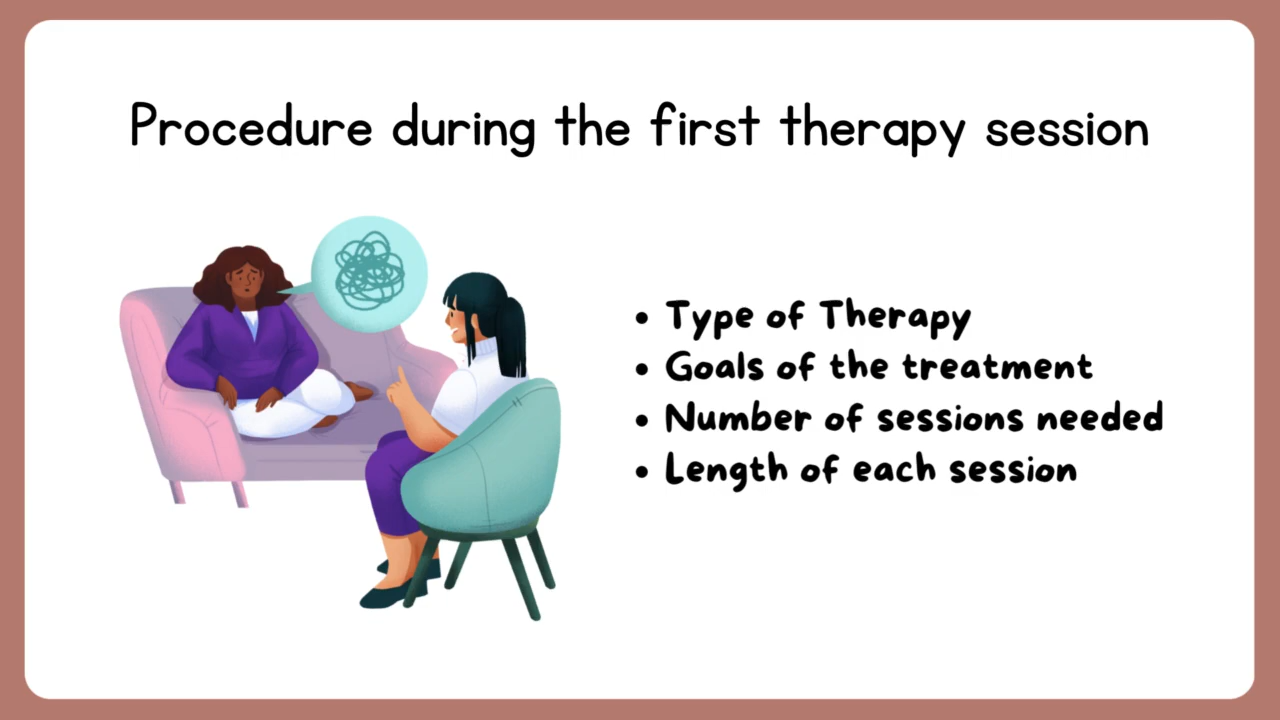 Procedure during the first therapy session
• Type of Therapy
• Goals of the treatment
• Number of sessions needed
• Length of each session